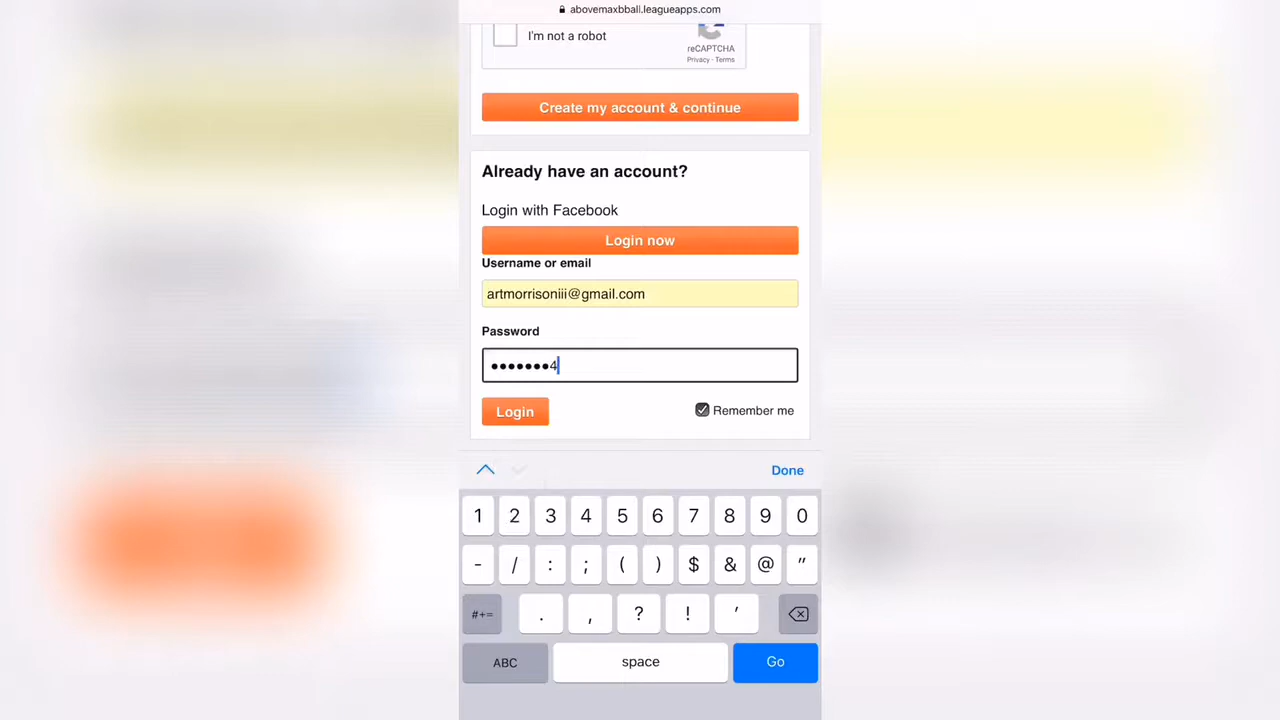 abovemaxbball.leagueapps.com
I'm not a robot
reCAPTCHA
Privacy - Terms
Create my account & continue
Already have an account?
Login with Facebook
Login now
Username or email
artmorrisoniii@gmail.com
Password
•••••••4
Login
Remember me
Done
1 2 3 4 5 6 7 8 9 0
- / : ; ( ) $ & @ "
#+= . , ? ! '
ABC space Go